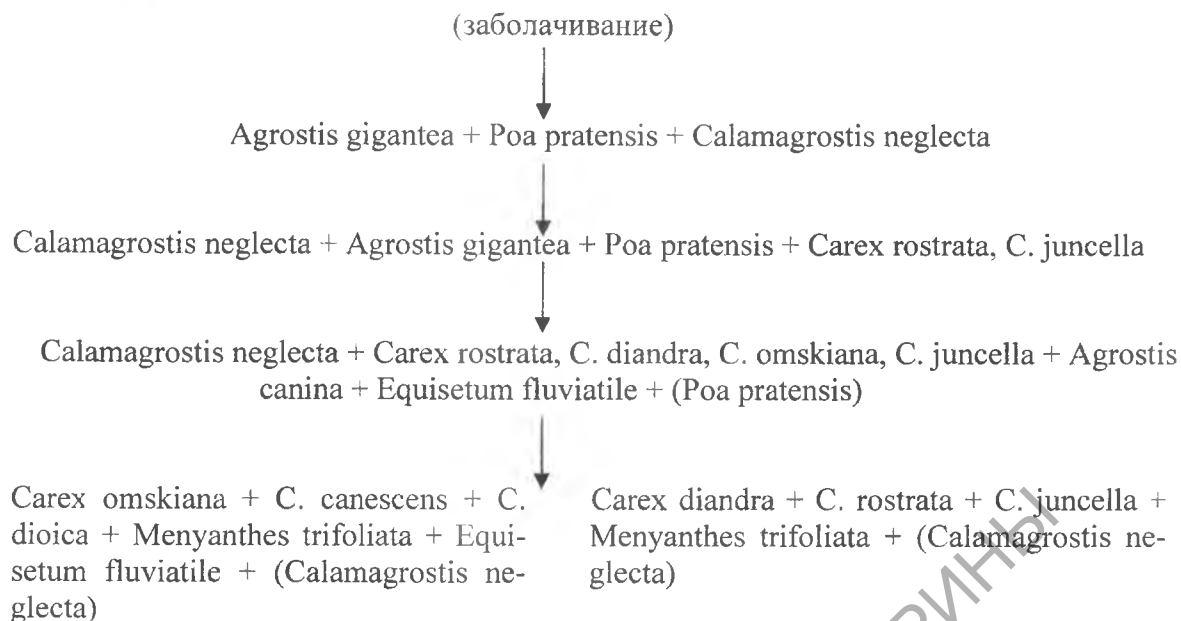 (заболачивание)
Agrostis gigantea + Poa pratensis + Calamagrostis neglecta
Calamagrostis neglecta + Agrostis gigantea + Poa pratensis + Carex rostrata, C. juncella
Calamagrostis neglecta + Carex rostrata, C. diandra, C. omskiana, C. juncella + Agrostis
canina + Equisetum fluviatile + (Poa pratensis)
Carex omskiana + C. canescens + C.
dioica + Menyanthes trifoliata + Equi-
setum fluviatile + (Calamagrostis ne-
glecta)
Carex diandra + C. rostrata + C. juncella +
Menyanthes trifoliata + (Calamagrostis ne-
glecta)